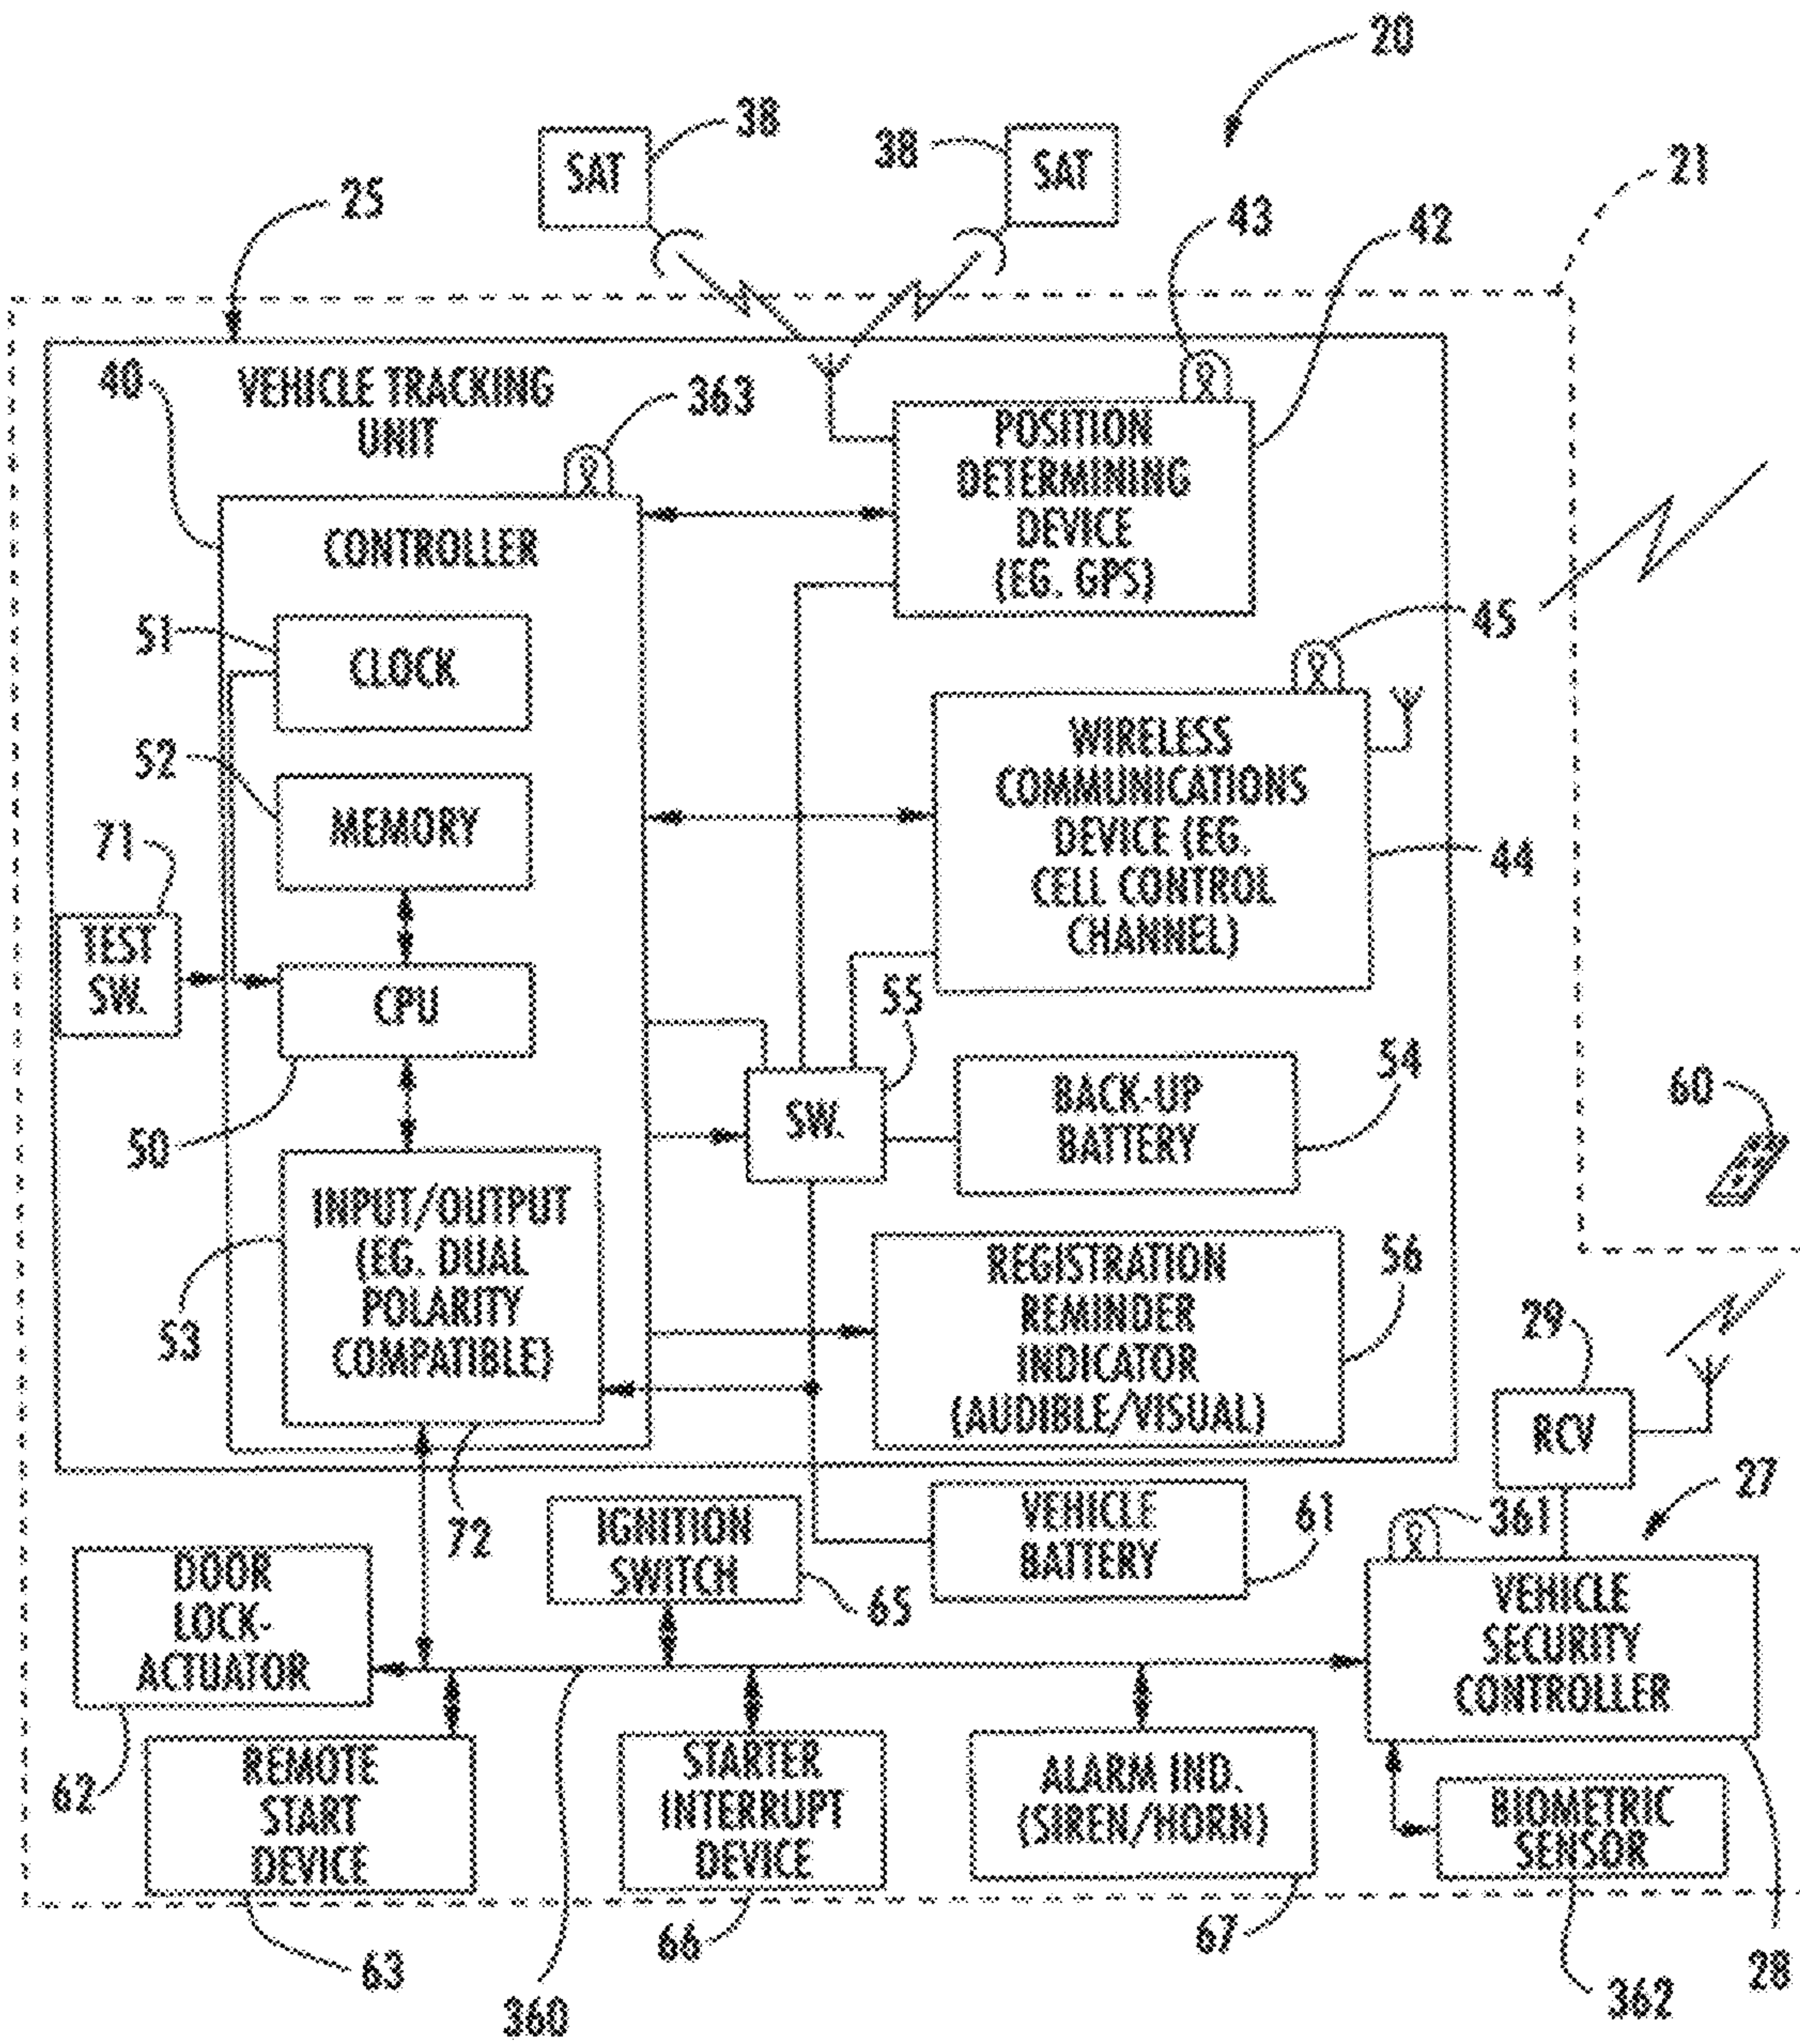 20
38
SAT
38
SAT
21
25
43
42
40
VEHICLE TRACKING
UNIT
363
POSITION
DETERMINING
DEVICE
(EG. GPS)
CONTROLLER
51
CLOCK
45
52
MEMORY
WIRELESS
COMMUNICATIONS
DEVICE (EG.
CELL CONTROL
CHANNEL)
44
71
TEST
SW.
CPU
55
50
SW.
BACK-UP
BATTERY
54
60
INPUT/OUTPUT
(EG. DUAL
POLARITY
COMPATIBLE)
53
REGISTRATION
REMINDER
INDICATOR
(AUDIBLE/VISUAL)
56
29
RCV
27
72
IGNITION
SWITCH
65
VEHICLE
BATTERY
61
361
DOOR
LOCK-
ACTUATOR
VEHICLE
SECURITY
CONTROLLER
62
REMOTE
START
DEVICE
STARTER
INTERRUPT
DEVICE
ALARM IND.
(SIREN/HORN)
BIOMETRIC
SENSOR
63
360
66
67
362
28